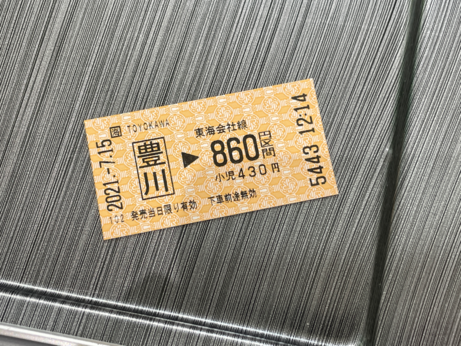 圄 TOYOKAWA 東海会社線
豊川 ▶ 860円区間
小児430円
102 発売当日限り有効 下車前途無効
2021.-7.15
5443 12:14